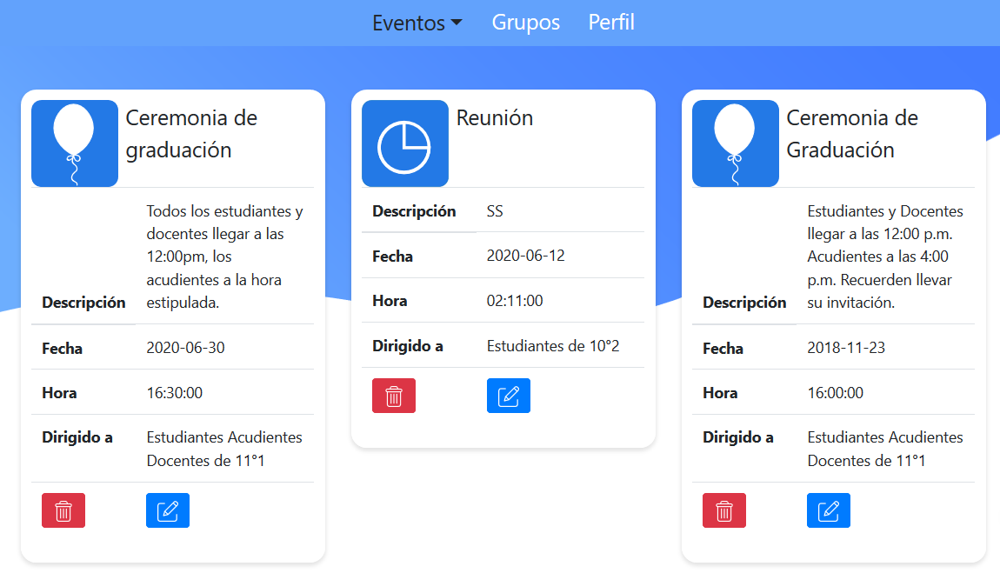 Eventos Grupos Perfil
Ceremonia de
graduación
Descripción
Todos los estudiantes y
docentes llegar a las
12:00pm, los
acudientes a la hora
estipulada.
Fecha 2020-06-30
Hora 16:30:00
Dirigido a Estudiantes Acudientes
Docentes de 11°1
Reunión
Descripción SS
Fecha 2020-06-12
Hora 02:11:00
Dirigido a Estudiantes de 10°2
Ceremonia de
Graduación
Descripción
Estudiantes y Docentes
llegar a las 12:00 p.m.
Acudientes a las 4:00
p.m. Recuerden llevar
su invitación.
Fecha 2018-11-23
Hora 16:00:00
Dirigido a Estudiantes Acudientes
Docentes de 11°1